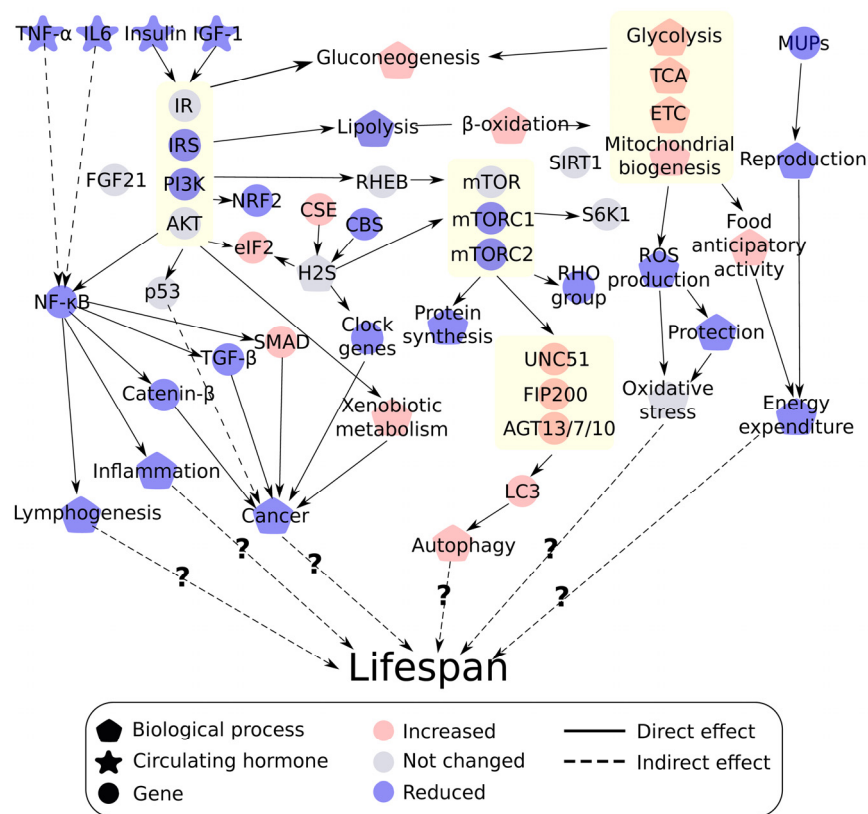 TNF-α IL6 Insulin IGF-1
Gluconeogenesis
Glycolysis
TCA
ETC
Mitochondrial
biogenesis
MUPs
IR
IRS
PI3K
AKT
FGF21
NRF2
Lipolysis
β-oxidation
RHEB
mTOR
mTORC1
mTORC2
SIRT1
S6K1
Reproduction
Food
anticipatory
activity
CSE
CBS
eIF2
H2S
p53
NF-κB
RHO
group
ROS
production
Protein
synthesis
Clock
genes
Protection
SMAD
TGF-β
Catenin-β
UNC51
FIP200
AGT13/7/10
Oxidative
stress
Energy
expenditure
Xenobiotic
metabolism
Inflammation
Lymphogenesis
Cancer
LC3
Autophagy
?
?
?
?
?
?
Lifespan
Biological process
Circulating hormone
Gene
Increased
Not changed
Reduced
Direct effect
Indirect effect